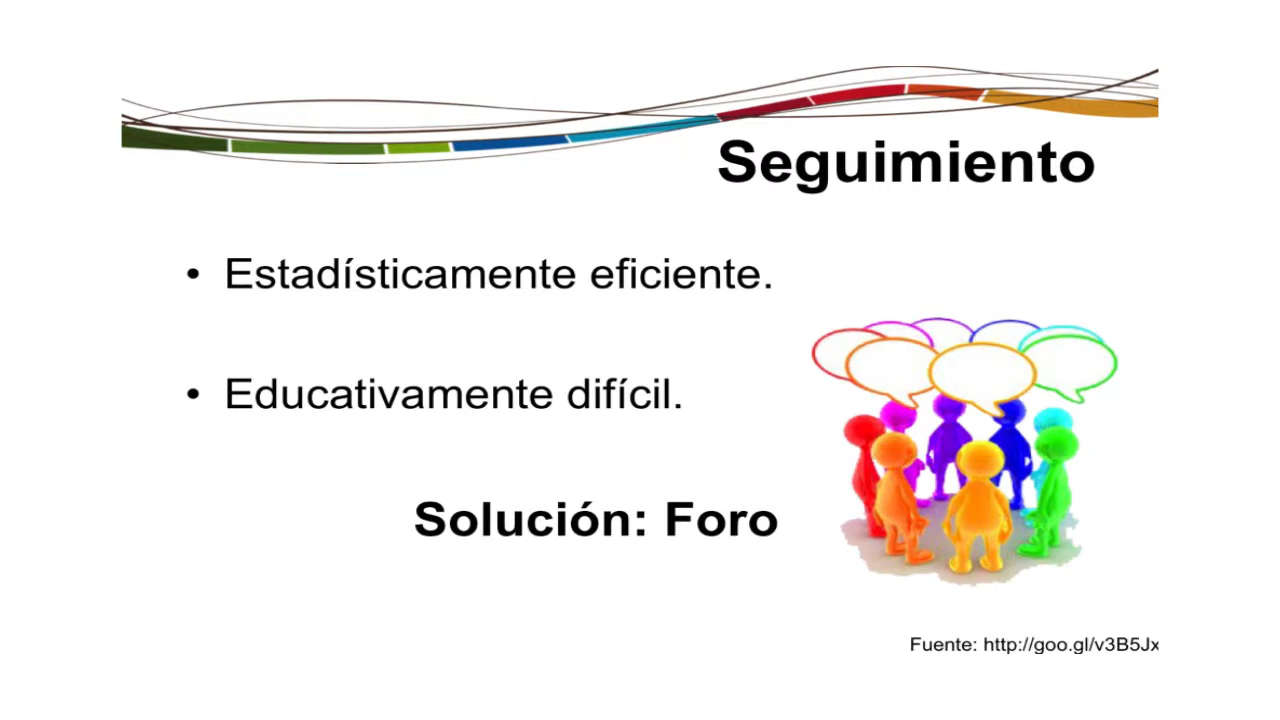 Seguimiento
• Estadísticamente eficiente.
• Educativamente difícil.
Solución: Foro
Fuente: http://goo.gl/v3B5Jx